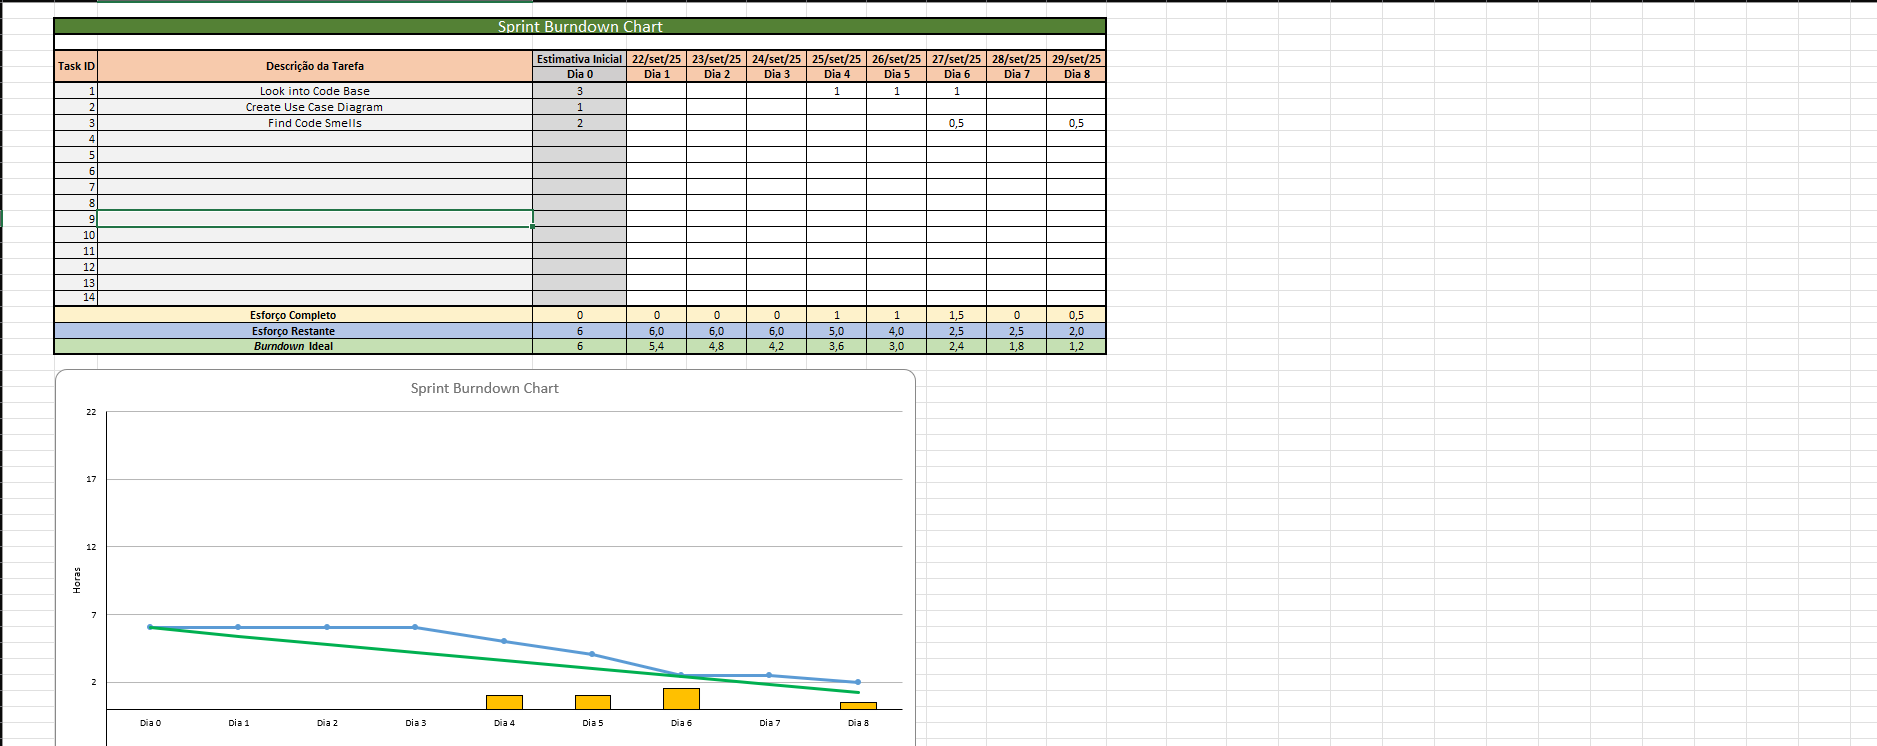 Sprint Burndown Chart
Task ID Descrição da Tarefa Estimativa Inicial 22/set/25 23/set/25 24/set/25 25/set/25 26/set/25 27/set/25 28/set/25 29/set/25
Dia 0 Dia 1 Dia 2 Dia 3 Dia 4 Dia 5 Dia 6 Dia 7 Dia 8
1 Look into Code Base 3 1 1 1
2 Create Use Case Diagram 1
3 Find Code Smells 2 0,5 0,5
4
5
6
7
8
9
10
11
12
13
14
Esforço Completo 0 0 0 0 1 1 1,5 0 0,5
Esforço Restante 6 6,0 6,0 6,0 5,0 4,0 2,5 2,5 2,0
Burndown Ideal 6 5,4 4,8 4,2 3,6 3,0 2,4 1,8 1,2
Sprint Burndown Chart
22
17
12
Horas
7
2
Dia 0 Dia 1 Dia 2 Dia 3 Dia 4 Dia 5 Dia 6 Dia 7 Dia 8